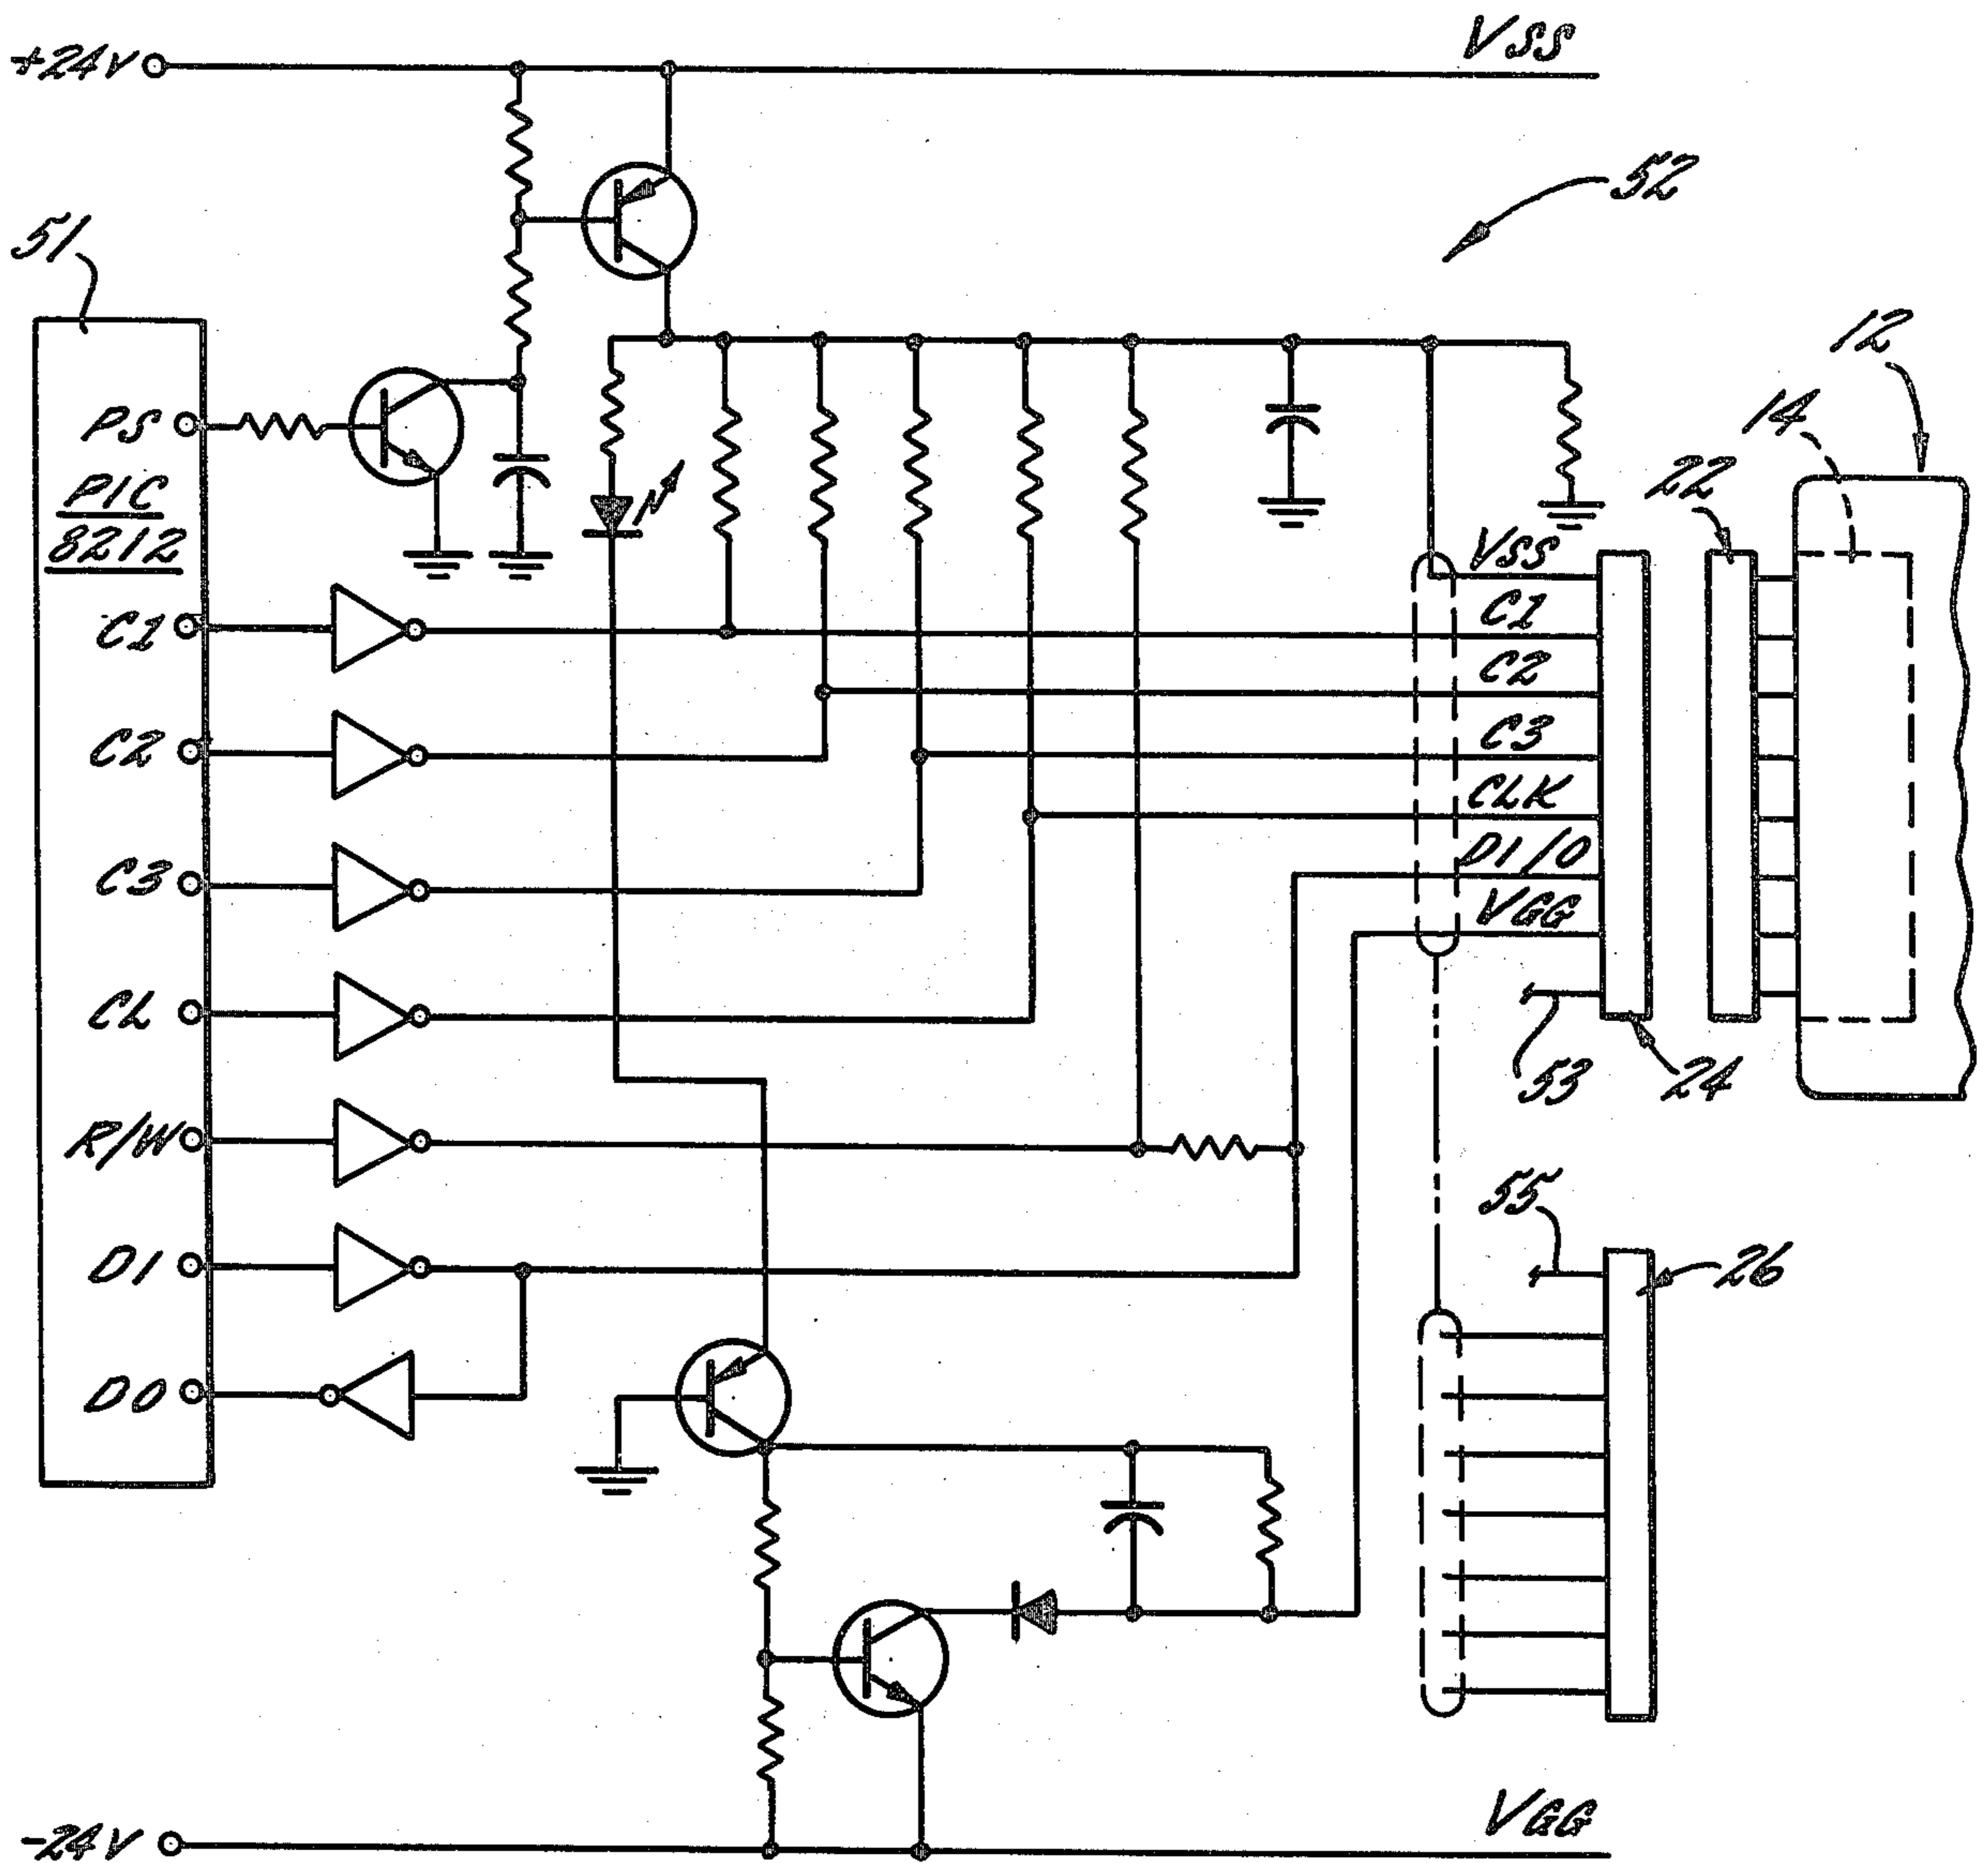 +24V
VSS
52
51
12
14
22
PS
PIC
8212
VSS
C1
C1
C2
C2
C3
CLK
C3
DI/O
VGG
CL
53
24
R/W
55
DI
26
DO
VGG
-24V